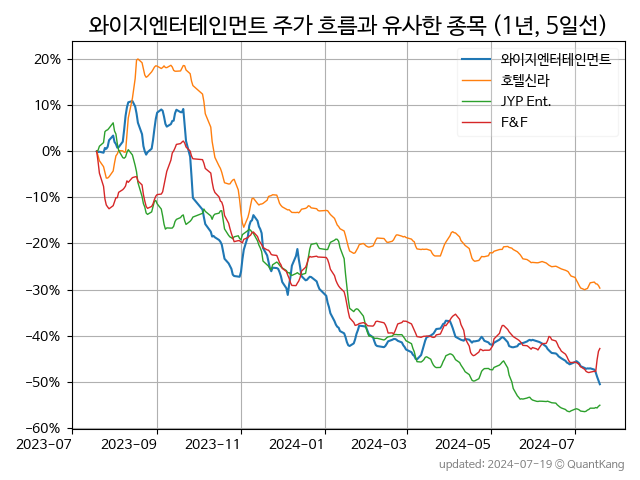 와이지엔터테인먼트 주가 흐름과 유사한 종목 (1년, 5일선)
와이지엔터테인먼트
호텔신라
JYP Ent.
F&F
20%
10%
0%
−10%
−20%
−30%
−40%
−50%
−60%
2023-07 2023-09 2023-11 2024-01 2024-03 2024-05 2024-07
updated: 2024-07-19 © QuantKang